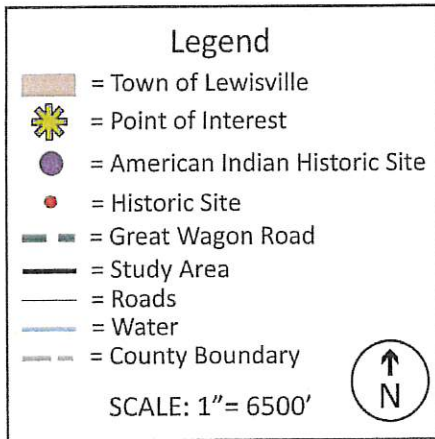 Legend
= Town of Lewisville
= Point of Interest
= American Indian Historic Site
= Historic Site
= Great Wagon Road
= Study Area
= Roads
= Water
= County Boundary
SCALE: 1"= 6500'
N